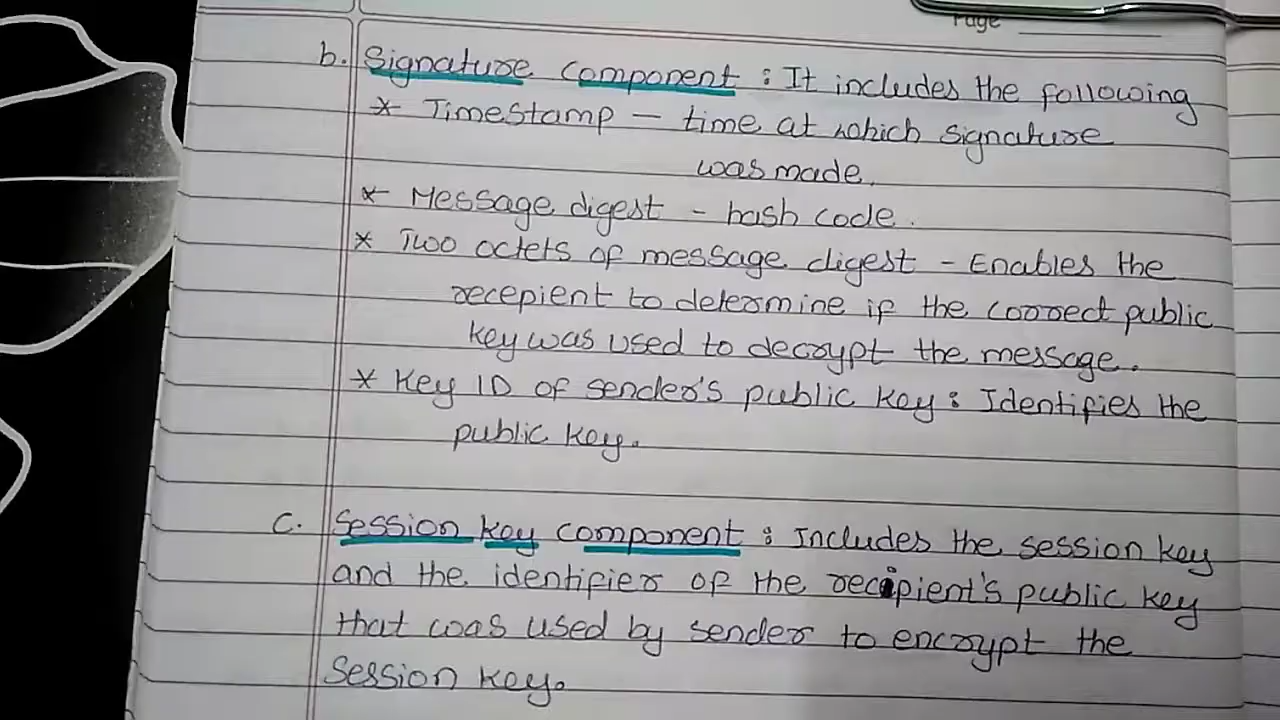 Page
b. Signature component : It includes the following
* Timestamp - time at which signature
was made.
* Message digest - hash code.
* Two octets of message digest - Enables the
recepient to determine if the correct public
key was used to decrypt the message.
* Key ID of sender's public key : Identifies the
public key.
c. Session key component : Includes the session key
and the identifier of the recipient's public key
that was used by sender to encrypt the
session key.